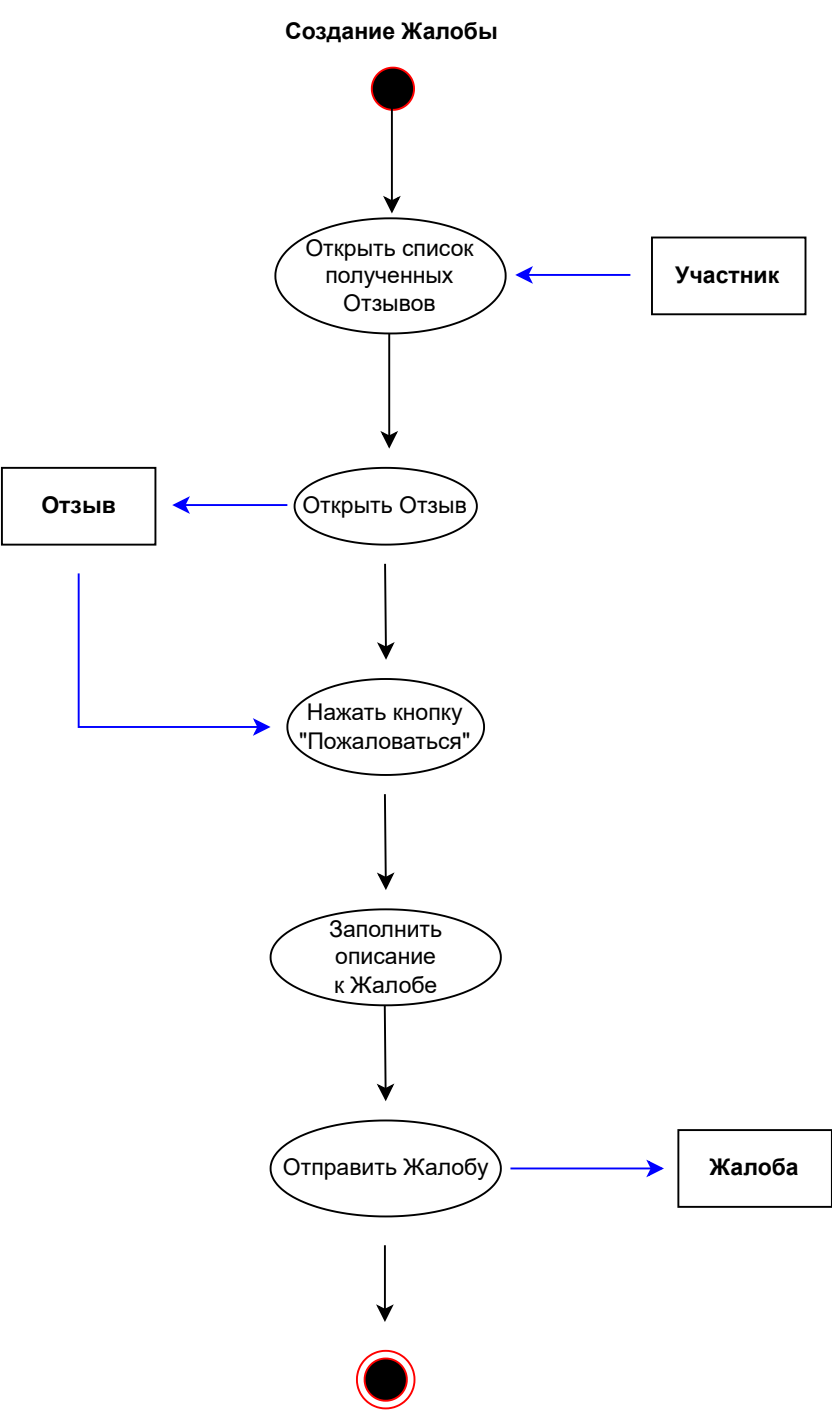 Создание Жалобы
Открыть список
полученных
Отзывов
Участник
Отзыв
Открыть Отзыв
Нажать кнопку
"Пожаловаться"
Заполнить
описание
к Жалобе
Отправить Жалобу
Жалоба